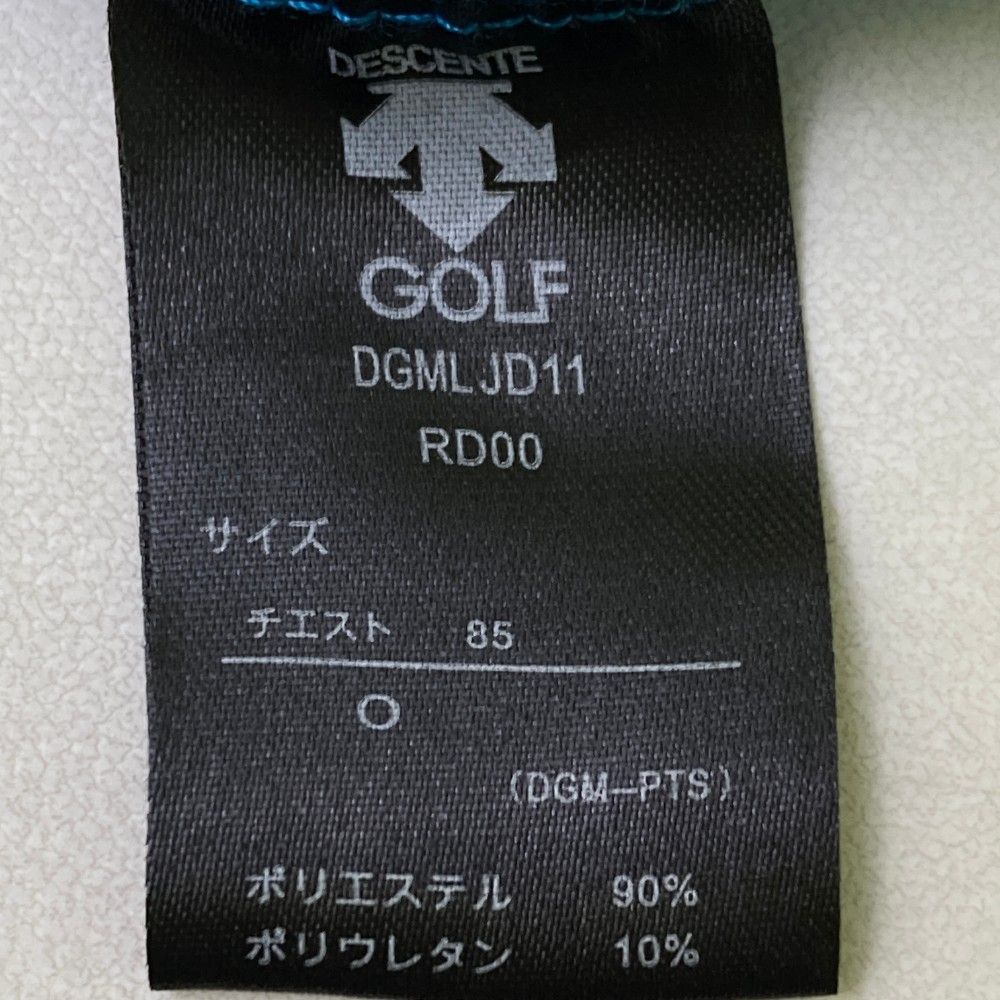 DESCENTE
GOLF
DGMLJD11
RD00
サイズ
チエスト 85
O
(DGM-PTS)
ポリエステル 90%
ポリウレタン 10%